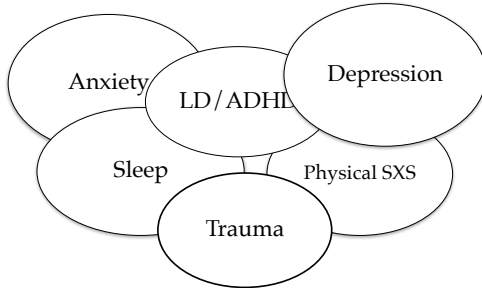 Anxiety
LD/ADHD
Depression
Sleep
Physical SXS
Trauma